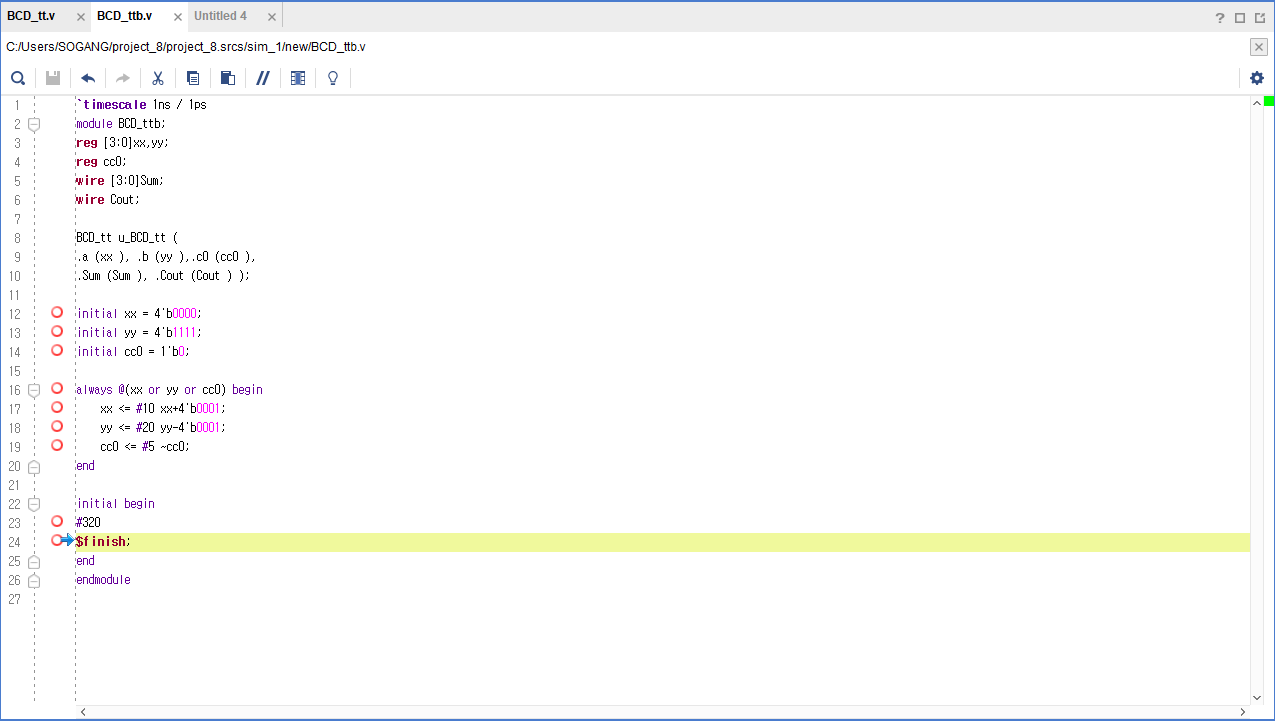 BCD_tt.v × BCD_ttb.v × Untitled 4 ×
C:/Users/SOGANG/project_8/project_8.srcs/sim_1/new/BCD_ttb.v
1 `timescale 1ns / 1ps
2 module BCD_ttb;
3 reg [3:0]xx,yy;
4 reg cc0;
5 wire [3:0]Sum;
6 wire Cout;
7
8 BCD_tt u_BCD_tt (
9 .a (xx ), .b (yy ),.c0 (cc0 ),
10 .Sum (Sum ), .Cout (Cout ) );
11
12 initial xx = 4'b0000;
13 initial yy = 4'b1111;
14 initial cc0 = 1'b0;
15
16 always @(xx or yy or cc0) begin
17 xx <= #10 xx+4'b0001;
18 yy <= #20 yy-4'b0001;
19 cc0 <= #5 ~cc0;
20 end
21
22 initial begin
23 #320
24 $finish;
25 end
26 endmodule
27